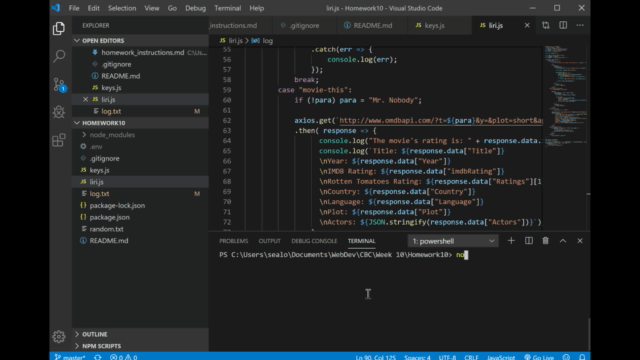 File Edit Selection View Go Debug Terminal Help
liri.js - Homework10 - Visual Studio Code
EXPLORER
OPEN EDITORS
homework_instructions.md C:\Us...
.gitignore
README.md M
keys.js
liri.js
log.txt M
HOMEWORK10
node_modules
.env
.gitignore
keys.js
liri.js
log.txt M
package-lock.json
package.json
random.txt
README.md M
OUTLINE
NPM SCRIPTS
_instructions.md
.gitignore
README.md M
keys.js
liri.js
liri.js > log
55 .catch(err => {
56 console.log(err);
57 });
58 break;
59 case "movie-this":
60 if (!para) para = "Mr. Nobody";
61
62 axios.get(`http://www.omdbapi.com/?t=${para}&y=&plot=short&a
63 .then( response => {
64 console.log("The movie's rating is: " + response.data.
65 console.log(`Title: ${response.data["Title"]}
66 \nYear: ${response.data["Year"]}
67 \nIMDB Rating: ${response.data["imdbRating"]}
68 \nRotten Tomatoes Rating: ${response.data["Ratings"][1
69 \nCountry: ${response.data["Country"]}
70 \nLanguage: ${response.data["Language"]}
71 \nPlot: ${response.data["Plot"]}
72 \nActors: ${JSON.stringify(response.data["Actors"])}`)
PROBLEMS OUTPUT DEBUG CONSOLE TERMINAL
1: powershell
PS C:\Users\sealo\Documents\WebDev\CBC\Week 10\Homework10> no
master* 0 0 Ln 90, Col 125 Spaces: 4 UTF-8 CRLF JavaScript Go Live